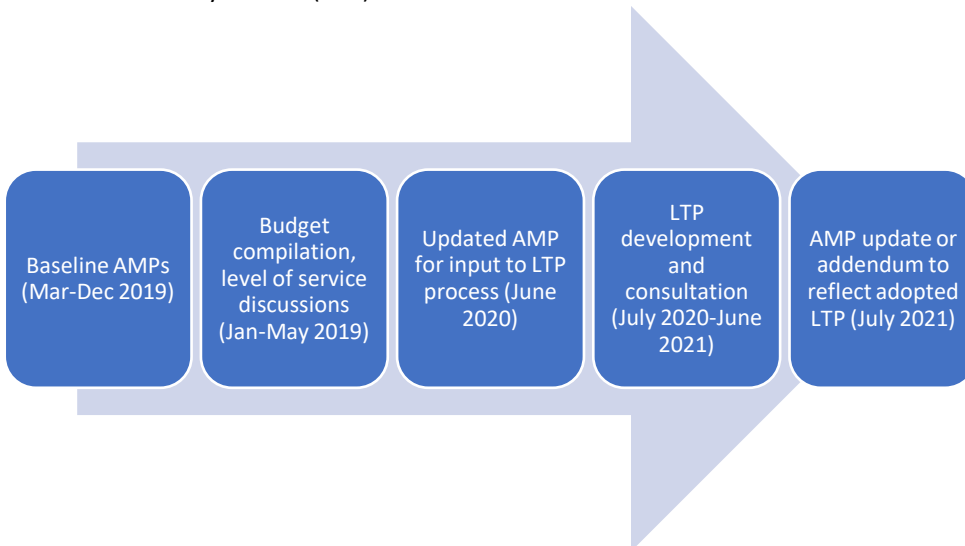 Baseline AMPs
(Mar-Dec 2019)
Budget
compilation,
level of service
discussions
(Jan-May 2019)
Updated AMP
for input to LTP
process (June
2020)
LTP
development
and
consultation
(July 2020-June
2021)
AMP update or
addendum to
reflect adopted
LTP (July 2021)